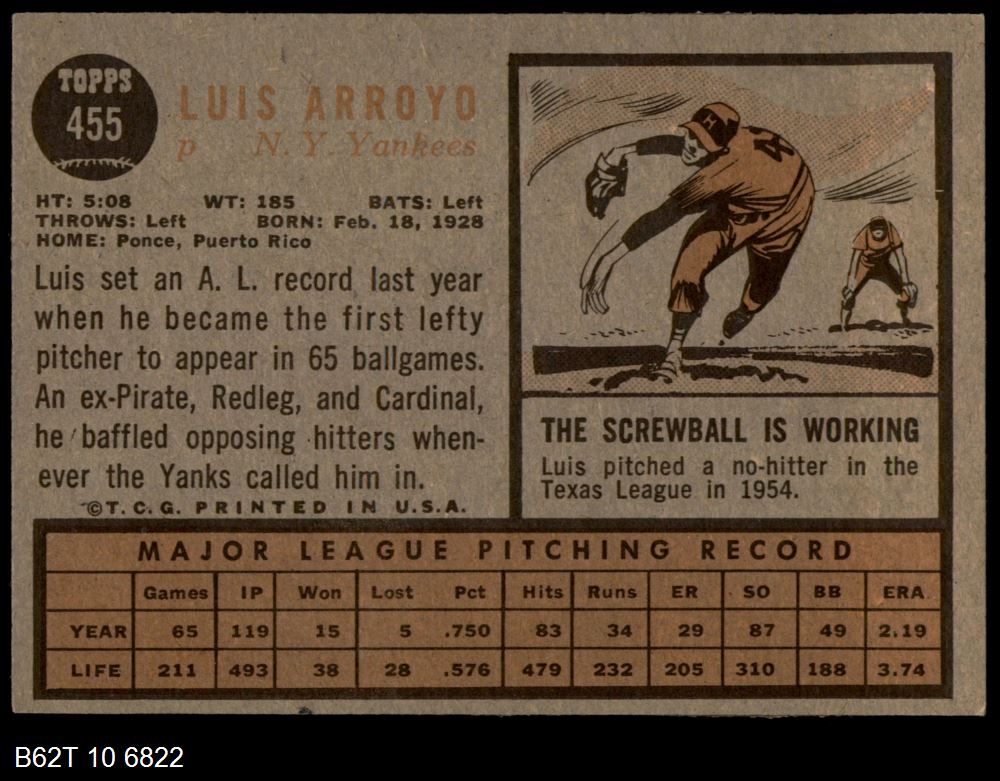 TOPPS
455
LUIS ARROYO
p N. Y. Yankees
HT: 5:08 WT: 185 BATS: Left
THROWS: Left BORN: Feb. 18, 1928
HOME: Ponce, Puerto Rico
Luis set an A. L. record last year
when he became the first lefty
pitcher to appear in 65 ballgames.
An ex-Pirate, Redleg, and Cardinal,
he baffled opposing hitters when-
ever the Yanks called him in.
©T. C. G. PRINTED IN U.S.A.
H
4
THE SCREWBALL IS WORKING
Luis pitched a no-hitter in the
Texas League in 1954.
MAJOR LEAGUE PITCHING RECORD
Games IP Won Lost Pct Hits Runs ER SO BB ERA
YEAR 65 119 15 5 .750 83 34 29 87 49 2.19
LIFE 211 493 38 28 .576 479 232 205 310 188 3.74
B62T 10 6822